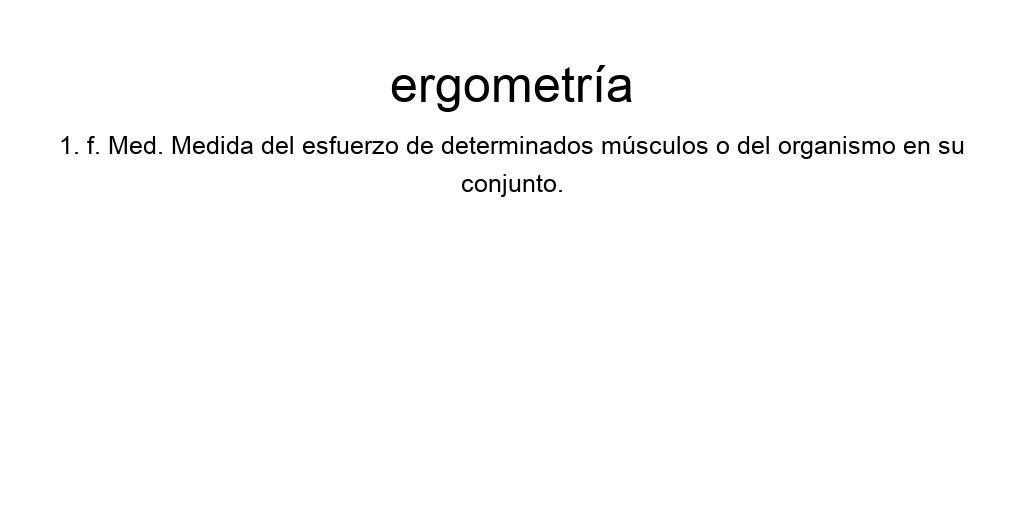 ergometría
1. f. Med. Medida del esfuerzo de determinados músculos o del organismo en su
conjunto.